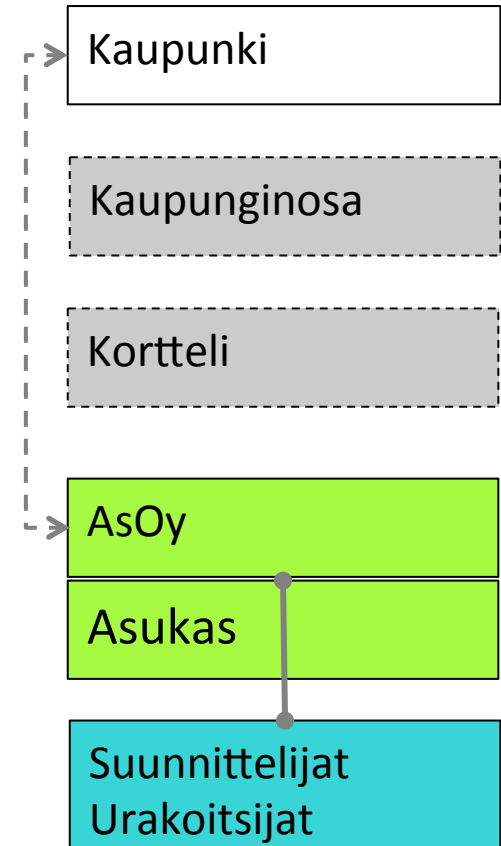 Kaupunki
Kaupunginosa
Kortteli
AsOy
Asukas
Suunnittelijat
Urakoitsijat